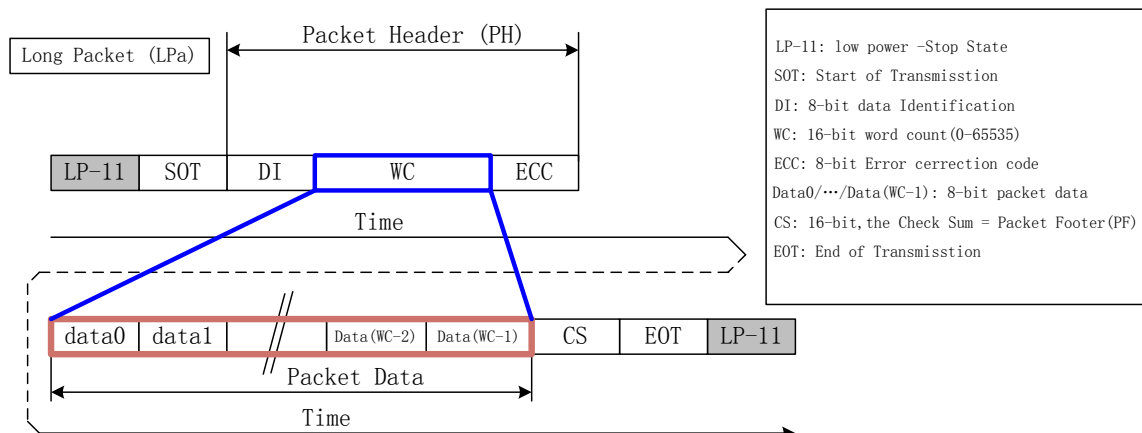 Packet Header (PH)
Long Packet (LPa)
LP-11 SOT DI WC ECC
Time
data0 data1 Data(WC-2) Data(WC-1) CS EOT LP-11
Packet Data
Time
LP-11: low power -Stop State
SOT: Start of Transmisstion
DI: 8-bit data Identification
WC: 16-bit word count(0-65535)
ECC: 8-bit Error cerrection code
Data0/···/Data(WC-1): 8-bit packet data
CS: 16-bit,the Check Sum = Packet Footer(PF)
EOT: End of Transmisstion